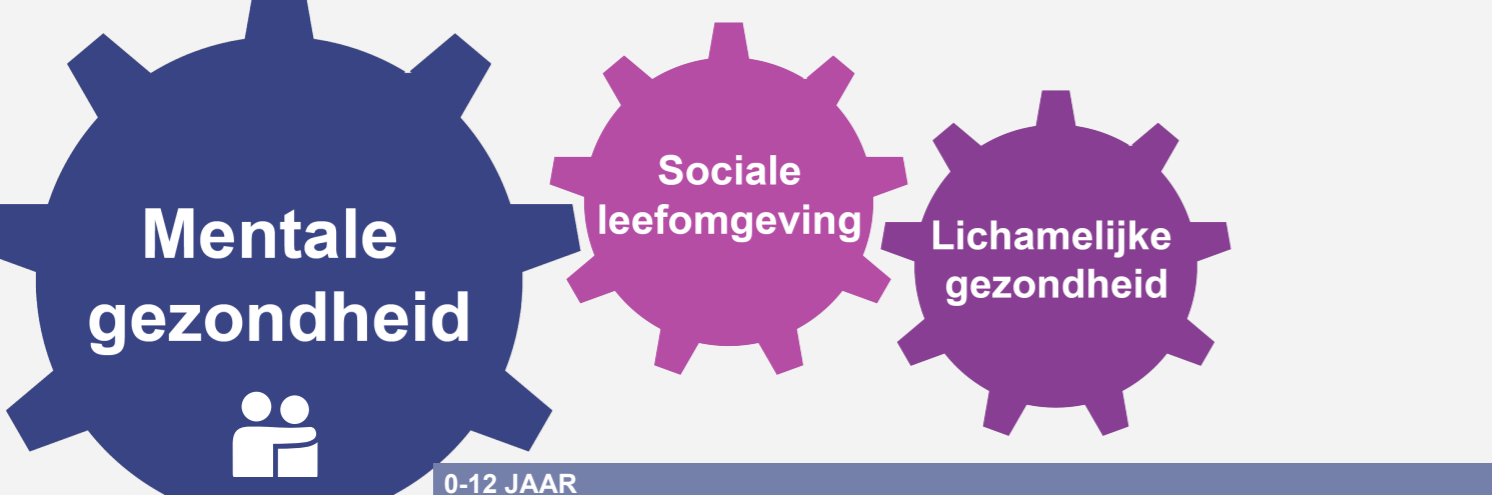 Mentale
gezondheid
Sociale
leefomgeving
Lichamelijke
gezondheid
0-12 JAAR